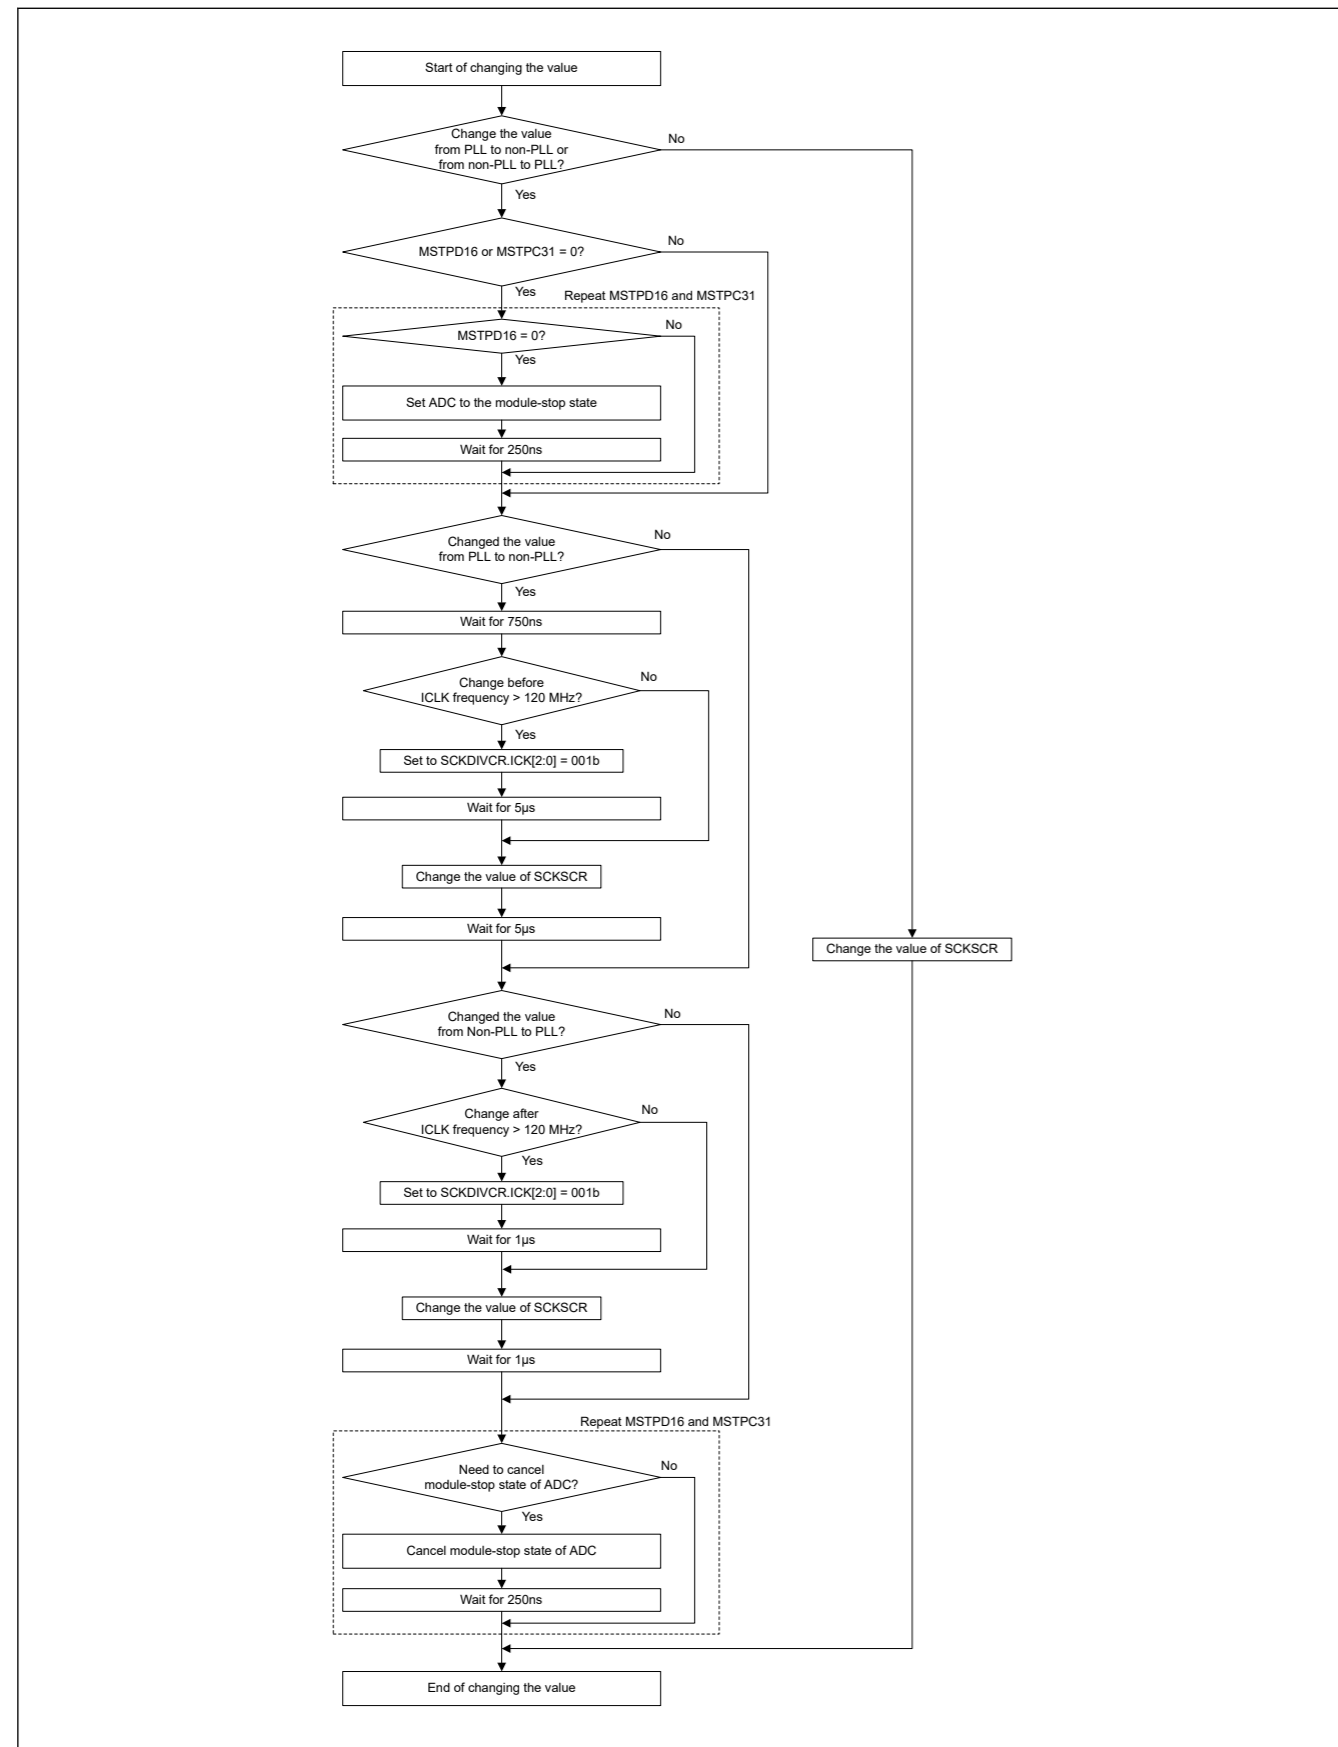 Start of changing the value
Change the value
from PLL to non-PLL or
from non-PLL to PLL?
No
Yes
MSTPD16 or MSTPC31 = 0?
No
Yes
Repeat MSTPD16 and MSTPC31
MSTPD16 = 0?
No
Yes
Set ADC to the module-stop state
Wait for 250ns
Changed the value
from PLL to non-PLL?
No
Yes
Wait for 750ns
Change before
ICLK frequency > 120 MHz?
No
Yes
Set to SCKDIVCR.ICK[2:0] = 001b
Wait for 5µs
Change the value of SCKSCR
Wait for 5µs
Change the value of SCKSCR
Changed the value
from Non-PLL to PLL?
No
Yes
Change after
ICLK frequency > 120 MHz?
No
Yes
Set to SCKDIVCR.ICK[2:0] = 001b
Wait for 1µs
Change the value of SCKSCR
Wait for 1µs
Repeat MSTPD16 and MSTPC31
Need to cancel
module-stop state of ADC?
No
Yes
Cancel module-stop state of ADC
Wait for 250ns
End of changing the value